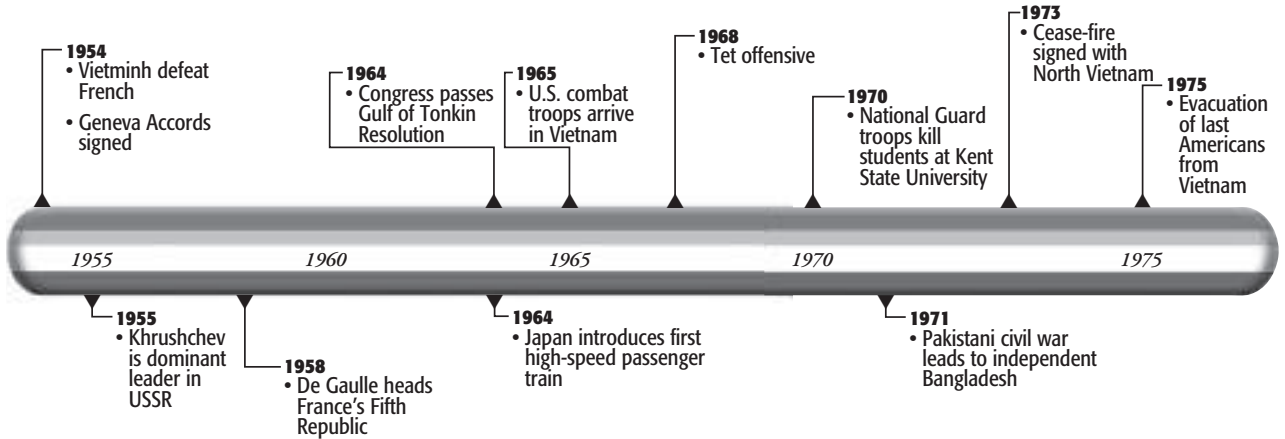 1954
• Vietminh defeat
French
• Geneva Accords
signed
1964
• Congress passes
Gulf of Tonkin
Resolution
1965
• U.S. combat
troops arrive
in Vietnam
1968
• Tet offensive
1970
• National Guard
troops kill
students at Kent
State University
1973
• Cease-fire
signed with
North Vietnam
1975
• Evacuation
of last
Americans
from
Vietnam
1955
1960
1965
1970
1975
1955
• Khrushchev
is dominant
leader in
USSR
1958
• De Gaulle heads
France's Fifth
Republic
1964
• Japan introduces first
high-speed passenger
train
1971
• Pakistani civil war
leads to independent
Bangladesh